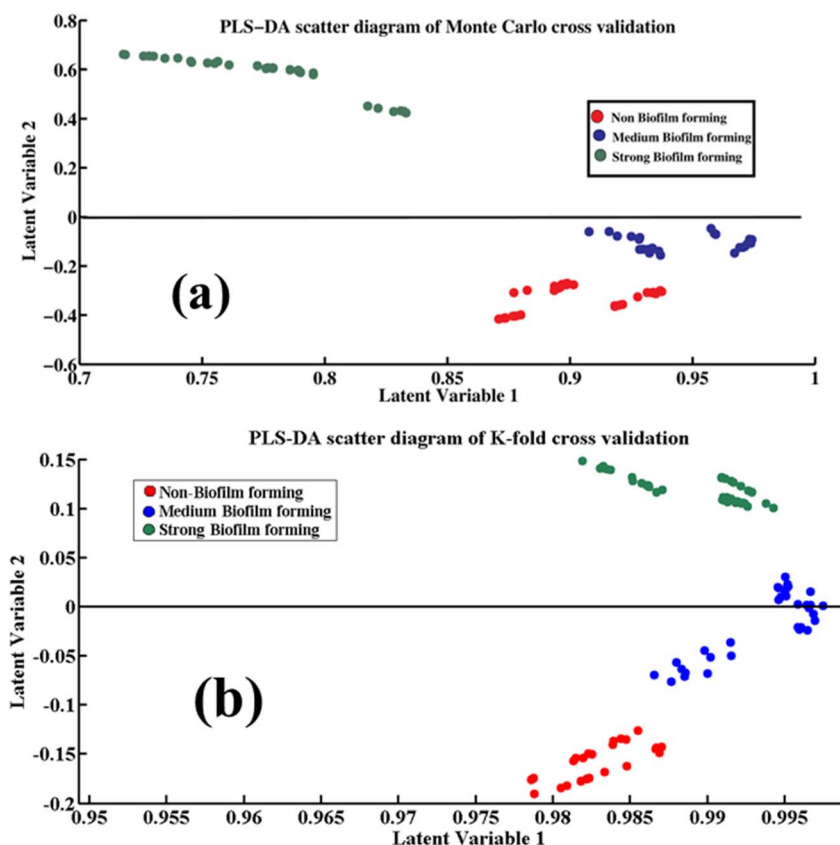 PLS-DA scatter diagram of Monte Carlo cross validation
0.8
0.6
0.4
0.2
0
-0.2
-0.4
-0.6
Latent Variable 2
Non Biofilm forming
Medium Biofilm forming
Strong Biofilm forming
(a)
0.7 0.75 0.8 0.85 0.9 0.95 1
Latent Variable 1
PLS-DA scatter diagram of K-fold cross validation
0.15
0.1
0.05
0
-0.05
-0.1
-0.15
-0.2
Latent Variable 2
Non-Biofilm forming
Medium Biofilm forming
Strong Biofilm forming
(b)
0.95 0.955 0.96 0.965 0.97 0.975 0.98 0.985 0.99 0.995
Latent Variable 1